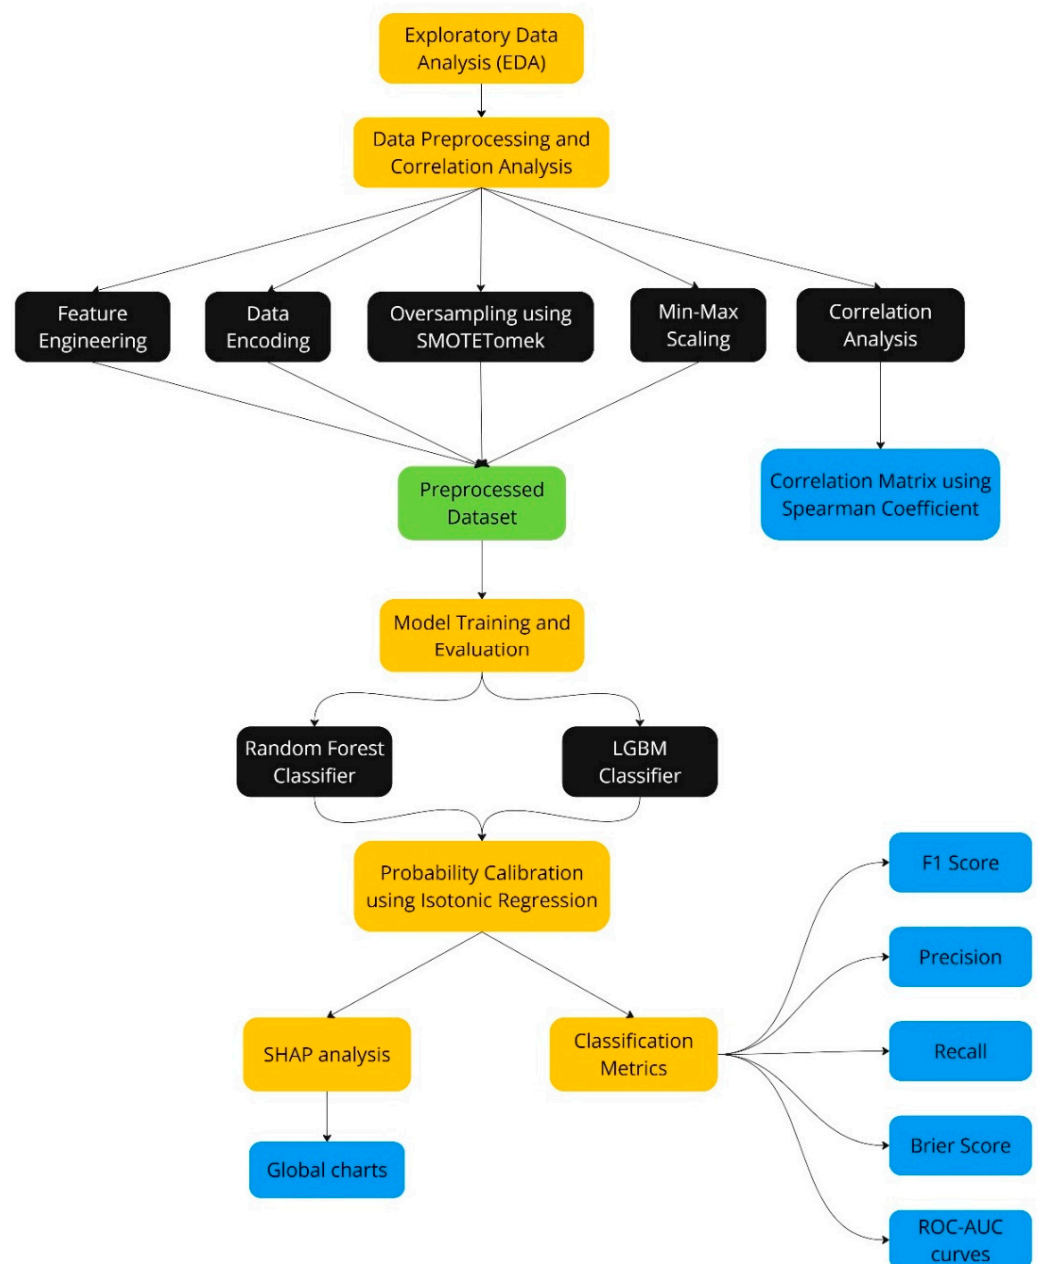 Exploratory Data
Analysis (EDA)
Data Preprocessing and
Correlation Analysis
Feature
Engineering
Data
Encoding
Oversampling using
SMOTETomek
Min-Max
Scaling
Correlation
Analysis
Preprocessed
Dataset
Correlation Matrix using
Spearman Coefficient
Model Training and
Evaluation
Random Forest
Classifier
LGBM
Classifier
Probability Calibration
using Isotonic Regression
SHAP analysis
Classification
Metrics
Global charts
F1 Score
Precision
Recall
Brier Score
ROC-AUC
curves